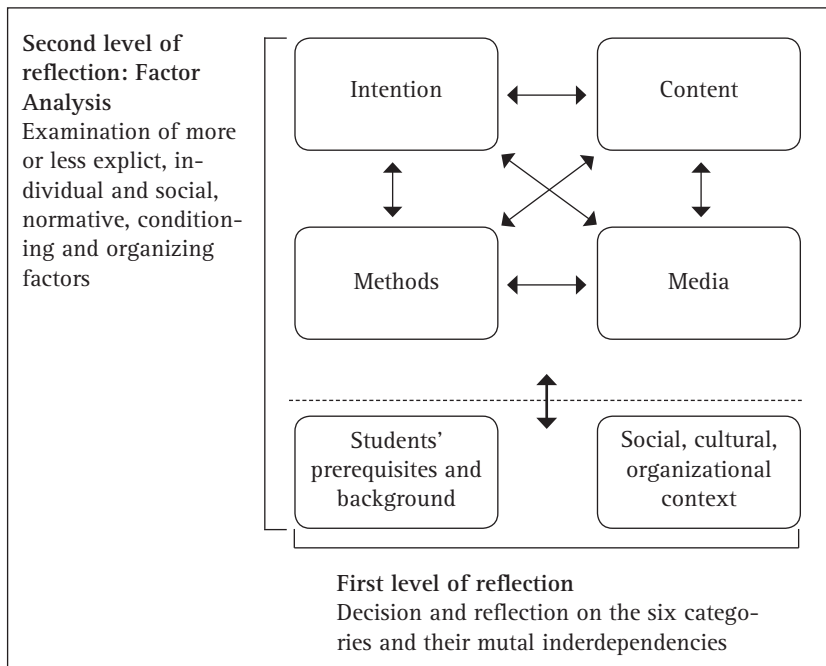 Second level of
reflection: Factor
Analysis
Examination of more
or less explict, in-
dividual and social,
normative, condition-
ing and organizing
factors
Intention
Content
Methods
Media
Students’
prerequisites and
background
Social, cultural,
organizational
context
First level of reflection
Decision and reflection on the six catego-
ries and their mutal inderdependencies